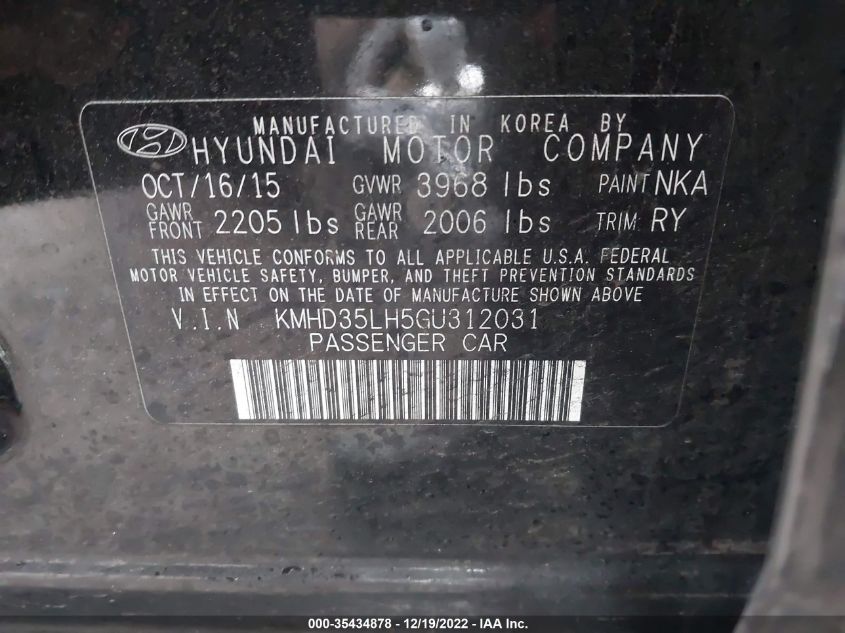 MANUFACTURED IN KOREA BY
HYUNDAI MOTOR COMPANY
OCT/16/15 GVWR 3968 lbs PAINT NKA
GAWR FRONT 2205 lbs GAWR REAR 2006 lbs TRIM RY
THIS VEHICLE CONFORMS TO ALL APPLICABLE U.S.A. FEDERAL
MOTOR VEHICLE SAFETY, BUMPER, AND THEFT PREVENTION STANDARDS
IN EFFECT ON THE DATE OF MANUFACTURE SHOWN ABOVE
V.I.N KMHD35LH5GU312031
PASSENGER CAR
000-35434878 - 12/19/2022 - IAA Inc.